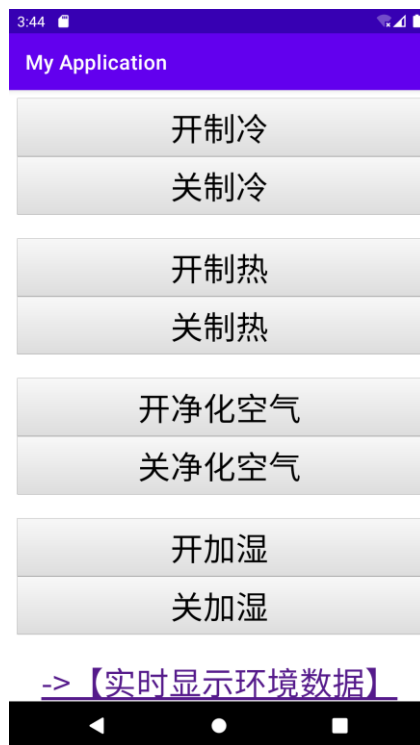 3:44
My Application
开制冷
关制冷
开制热
关制热
开净化空气
关净化空气
开加湿
关加湿
->【实时显示环境数据】